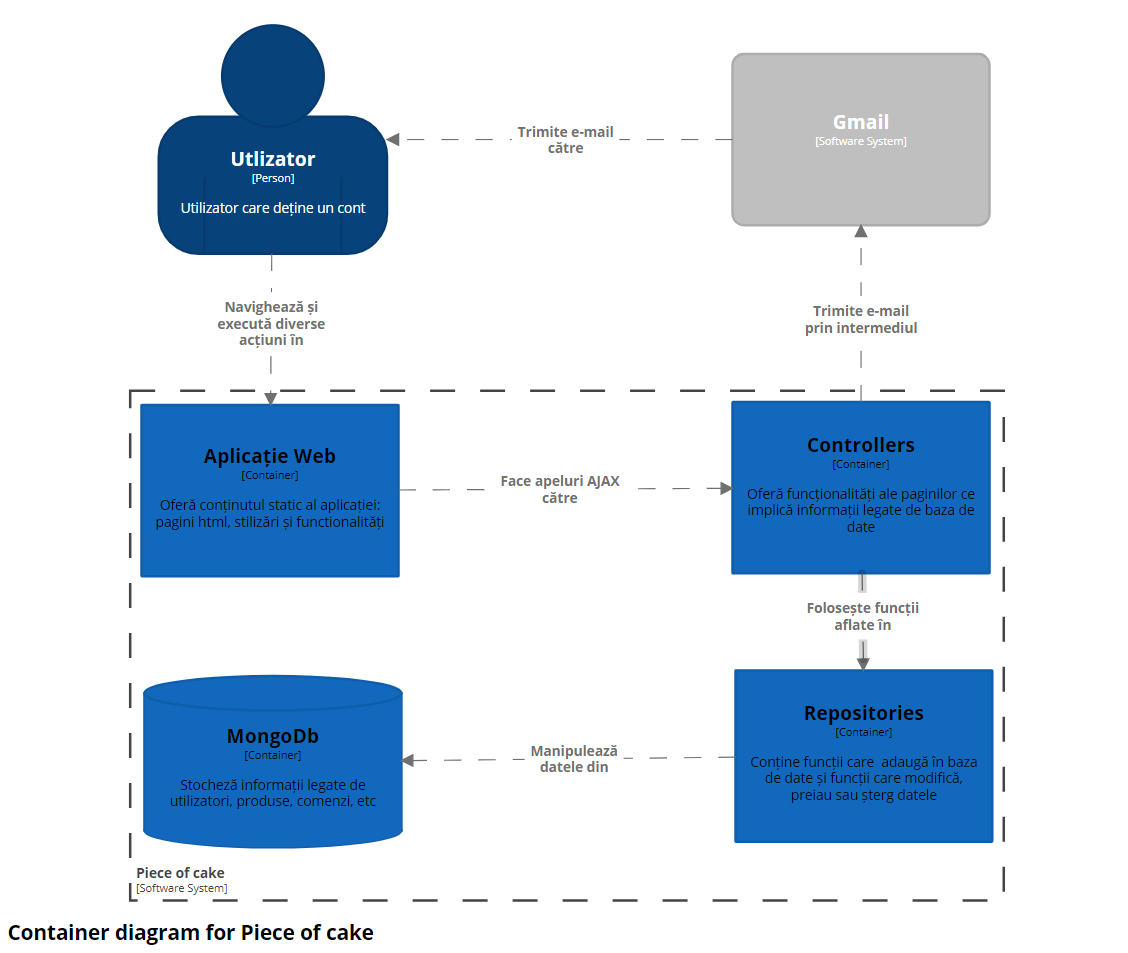 Utlizator
[Person]
Utilizator care deține un cont
Trimite e-mail
către
Gmail
[Software System]
Navighează și
execută diverse
acțiuni în
Trimite e-mail
prin intermediul
Aplicație Web
[Container]
Oferă conținutul static al aplicației:
pagini html, stilizări și functionalități
Face apeluri AJAX
către
Controllers
[Container]
Oferă funcționalități ale paginilor ce
implică informații legate de baza de
date
Folosește funcții
aflate în
MongoDb
[Container]
Stocheză informații legate de
utilizatori, produse, comenzi, etc
Manipulează
datele din
Repositories
[Container]
Conține funcții care adaugă în baza
de date și funcții care modifică,
preiau sau șterg datele
Piece of cake
[Software System]
Container diagram for Piece of cake